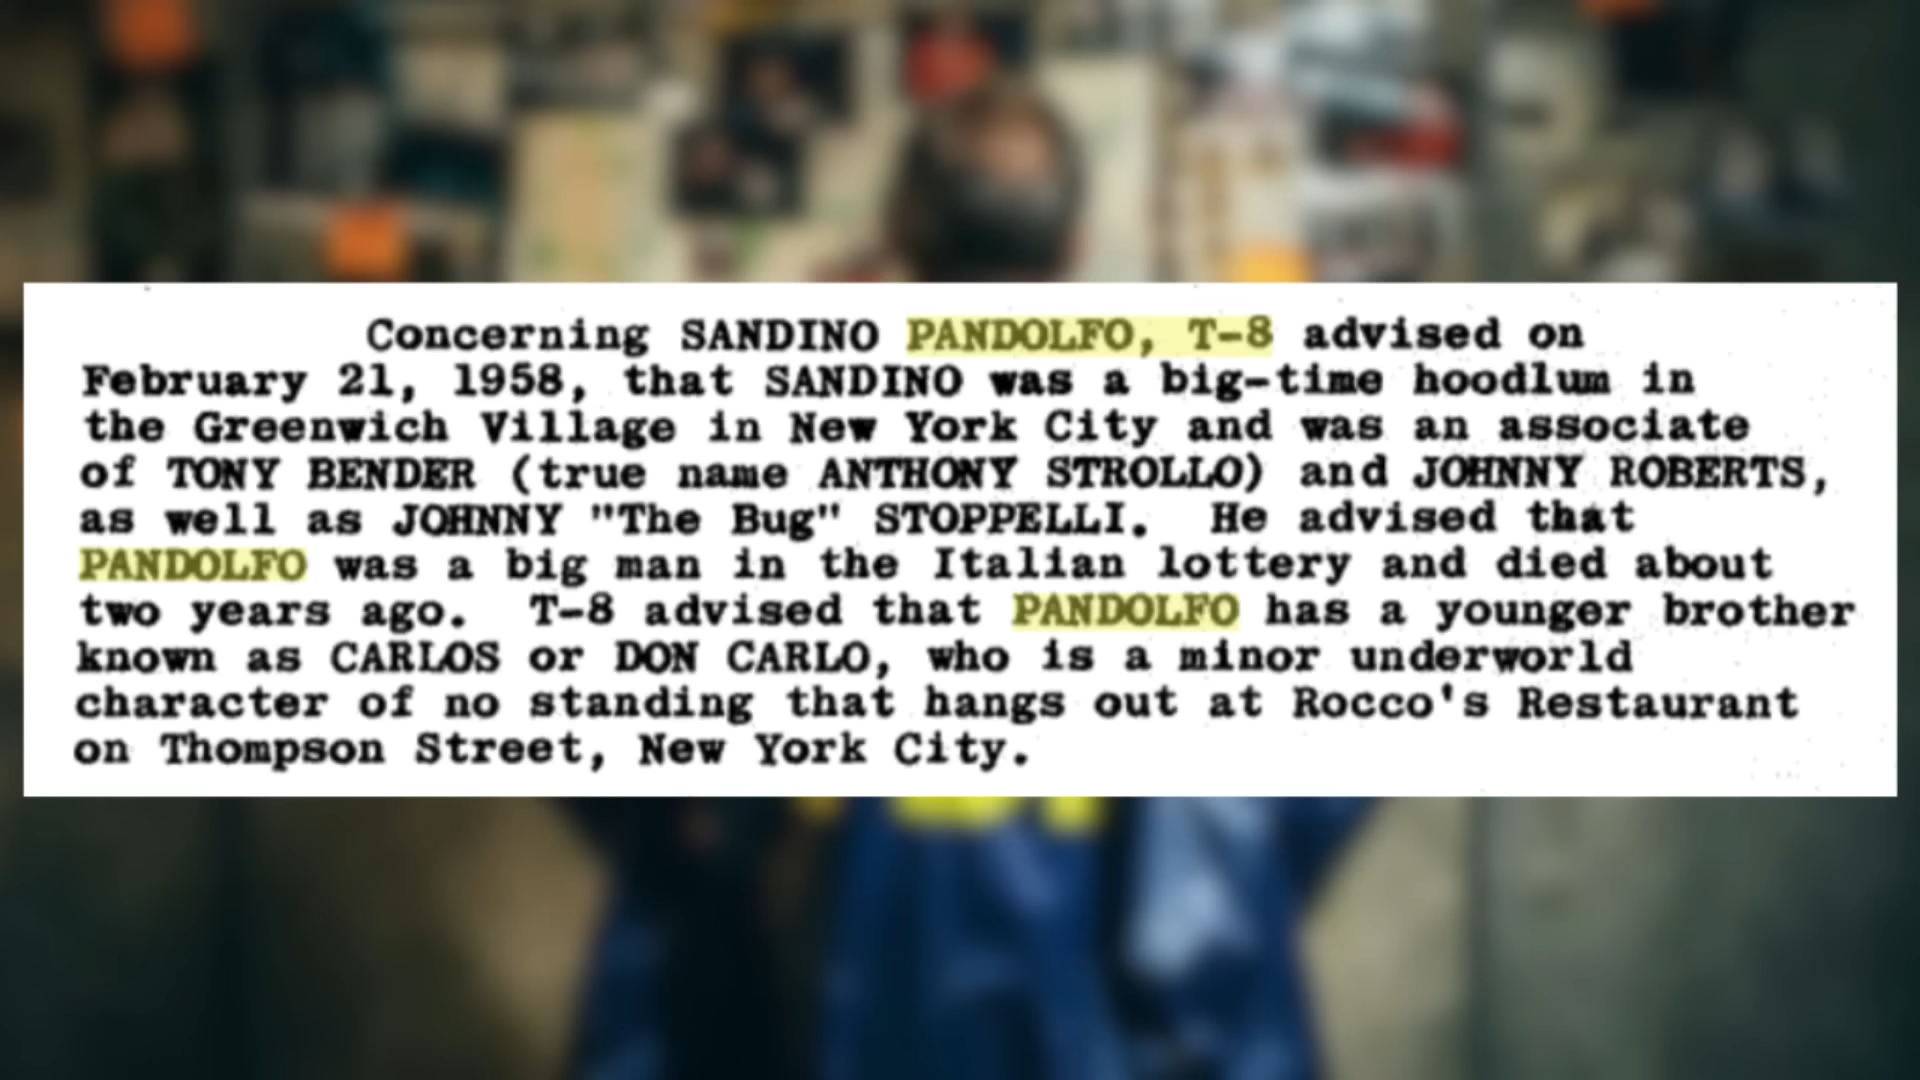 Concerning SANDINO PANDOLFO, T-8 advised on
February 21, 1958, that SANDINO was a big-time hoodlum in
the Greenwich Village in New York City and was an associate
of TONY BENDER (true name ANTHONY STROLLO) and JOHNNY ROBERTS,
as well as JOHNNY "The Bug" STOPPELLI. He advised that
PANDOLFO was a big man in the Italian lottery and died about
two years ago. T-8 advised that PANDOLFO has a younger brother
known as CARLOS or DON CARLO, who is a minor underworld
character of no standing that hangs out at Rocco's Restaurant
on Thompson Street, New York City.